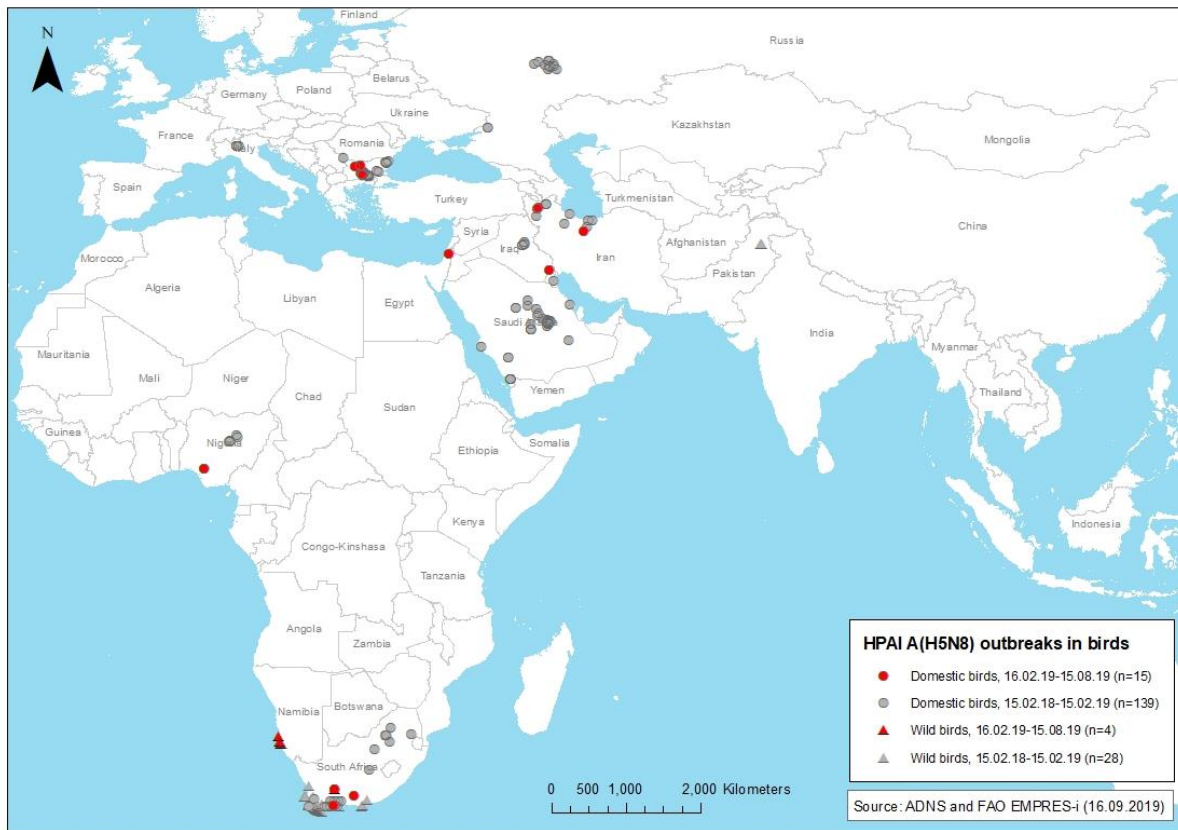 N
Finland
Russia
Belarus
Germany
Poland
Ukraine
Kazakhstan
France
Romania
Mongolia
Italy
Spain
Turkey
Turkmenistan
China
Syria
Iraq
Iran
Afghanistan
Morocco
Pakistan
Algeria
Libyan
Egypt
Saudi
India
Myanmar
Mauritania
Mali
Niger
Chad
Sudan
Yemen
Thailand
Guinea
Nigeria
Ethiopia
Somalia
Kenya
Indonesia
Congo-Kinshasa
Tanzania
Angola
Zambia
Namibia
Botswana
South Africa
HPAI A(H5N8) outbreaks in birds
Domestic birds, 16.02.19-15.08.19 (n=15)
Domestic birds, 15.02.18-15.02.19 (n=139)
Wild birds, 16.02.19-15.08.19 (n=4)
Wild birds, 15.02.18-15.02.19 (n=28)
0 500 1,000 2,000 Kilometers
Source: ADNS and FAO EMPRES-i (16.09.2019)